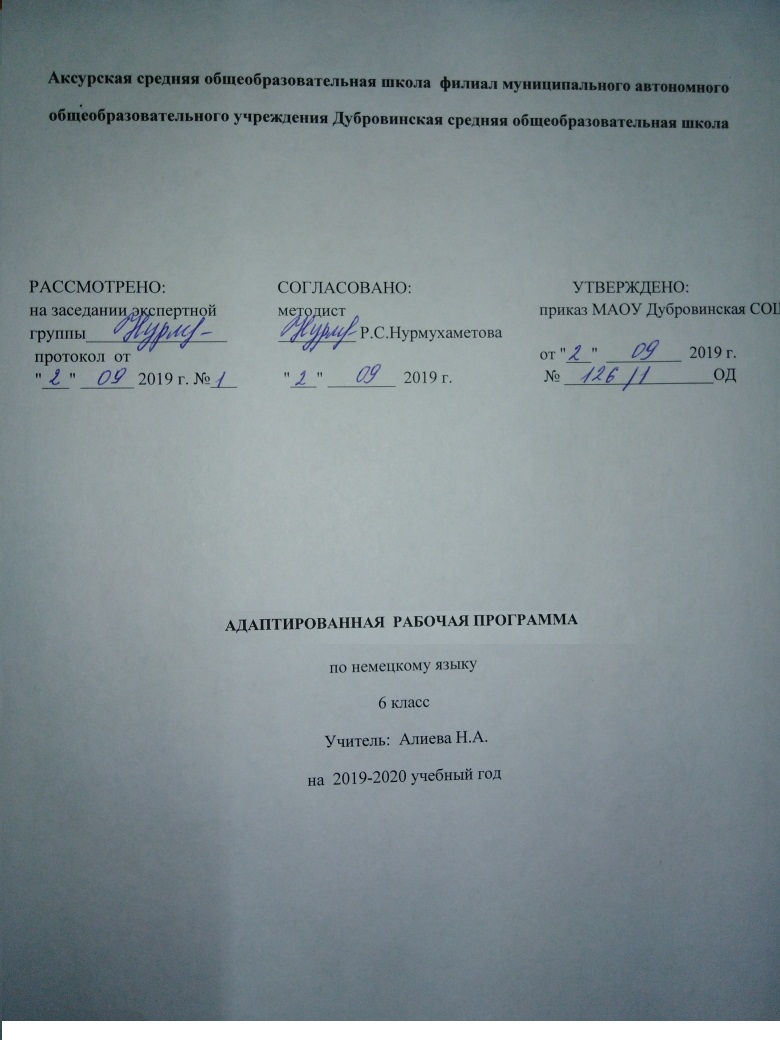 Аксурская средняя общеобразовательная школа филиал муниципального автономного
общеобразовательного учреждения Дубровинская средняя общеобразовательная школа
РАССМОТРЕНО:
на заседании экспертной
группы
протокол от
"2" 09 2019 г. № 1
СОГЛАСОВАНО:
методист
Р.С.Нурмухаметова
"2" 09 2019 г.
УТВЕРЖДЕНО:
приказ МАОУ Дубровинская СОШ
от "2" 09 2019 г.
№ 126/1 ОД
АДАПТИРОВАННАЯ РАБОЧАЯ ПРОГРАММА
по немецкому языку
6 класс
Учитель: Алиева Н.А.
на 2019-2020 учебный год